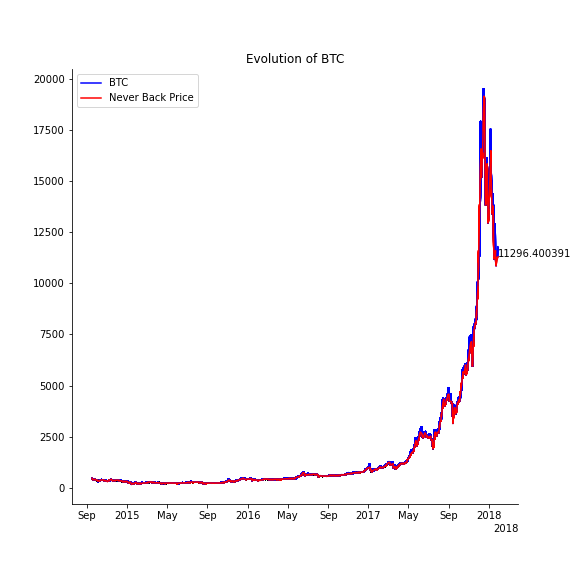 Evolution of BTC
BTC
Never Back Price
20000
17500
15000
12500
10000
7500
5000
2500
0
11296.400391
Sep 2015 May Sep 2016 May Sep 2017 May Sep 2018
2018